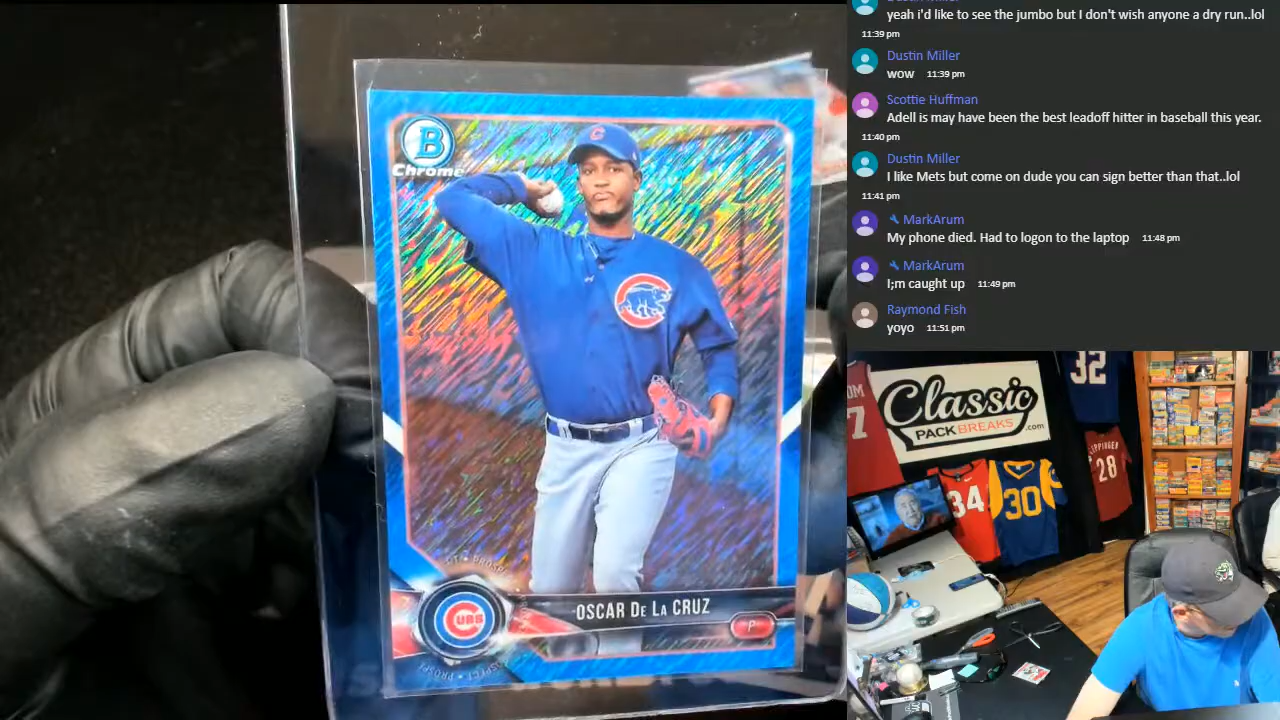 B
Chrome
CUBS
OSCAR De La CRUZ
P
yeah i'd like to see the jumbo but I don't wish anyone a dry run..lol
11:39 pm
Dustin Miller
wow 11:39 pm
Scottie Huffman
Adell is may have been the best leadoff hitter in baseball this year.
11:40 pm
Dustin Miller
I like Mets but come on dude you can sign better than that..lol
11:41 pm
MarkArum
My phone died. Had to logon to the laptop 11:48 pm
MarkArum
I;m caught up 11:49 pm
Raymond Fish
yoyo 11:51 pm
Classic
PACK BREAKS.com
32
7
28
34
30